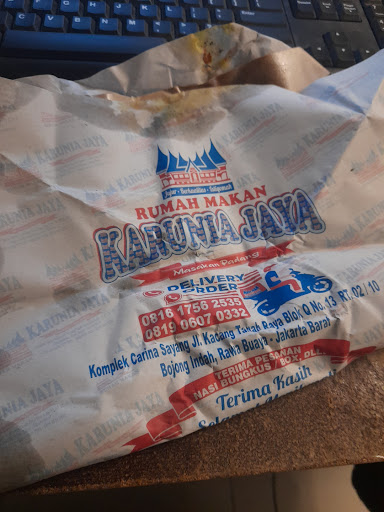 RUMAH MAKAN
KARUNIA JAYA
Masakan Padang
DELIVERY
ORDER
0816 1756 2535
0819 0607 0332
Komplek Carina Sayang Jl. Kacang Tanah Raya Blok Q No. 13 RT. 02 / 10
Bojong Indah, Rawa Buaya - Jakarta Barat
TERIMA PESANAN
NASI BUNGKUS / BOX DLL
Terima Kasih